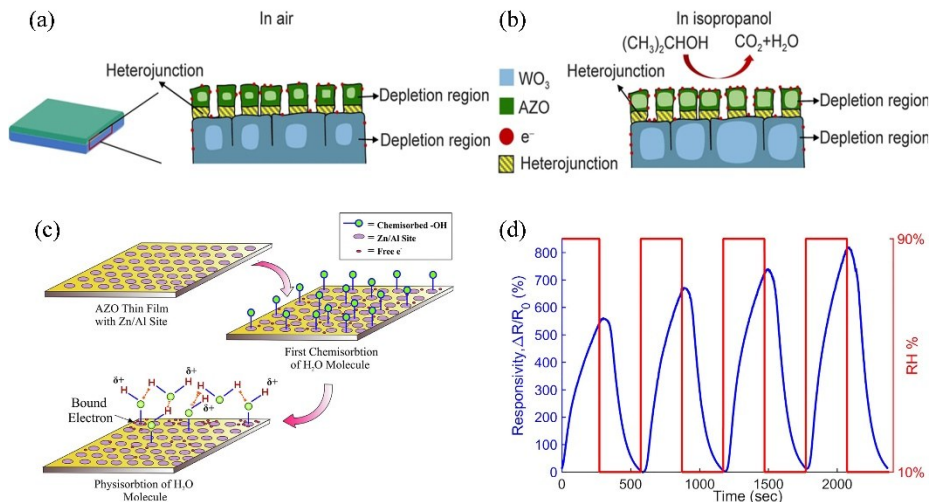 (a)
In air
Heterojunction
Depletion region
Depletion region
WO3
AZO
e−
Heterojunction
(b)
In isopropanol
(CH3)2CHOH
CO2+H2O
Heterojunction
Depletion region
Depletion region
(c)
= Chemisorbed -OH
= Zn/Al Site
= Free e−
AZO Thin Film
with Zn/Al Site
First Chemisorbtion
of H2O Molecule
δ+
δ+
δ+
δ+
H
H
H
H
H
H
H
H
Bound
Electron
Physisorbtion of H2O
Molecule
(d)
Responsivity, ΔR/R0 (%)
800
700
600
500
400
300
200
100
0
0
500
1000
1500
2000
Time (sec)
90%
RH %
10%